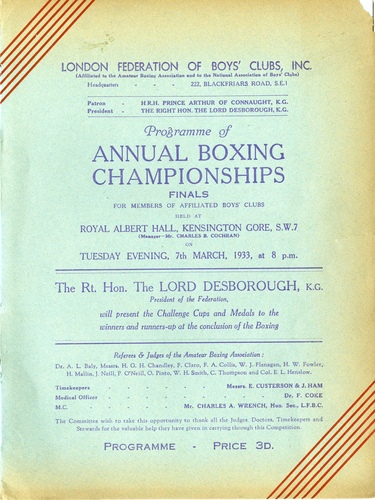 LONDON FEDERATION OF BOYS' CLUBS, INC.
(Affiliated to the Amateur Boxing Association and to the National Association of Boys' Clubs)
Headquarters - - - 222, BLACKFRIARS ROAD, S.E.1
Patron - - H.R.H. PRINCE ARTHUR OF CONNAUGHT, K.G.
President - - THE RIGHT HON. THE LORD DESBOROUGH, K.G.
Programme of
ANNUAL BOXING
CHAMPIONSHIPS
FINALS
FOR MEMBERS OF AFFILIATED BOYS' CLUBS
HELD AT
ROYAL ALBERT HALL, KENSINGTON GORE, S.W.7
(Manager—Mr. CHARLES B. COCHRAN)
ON
TUESDAY EVENING, 7th MARCH, 1933, at 8 p.m.
The Rt. Hon. The LORD DESBOROUGH, K.G.
President of the Federation,
will present the Challenge Cups and Medals to the
winners and runners-up at the conclusion of the Boxing
Referees & Judges of the Amateur Boxing Association :
Dr. A. L. Baly, Messrs. H. G. H. Chandley, F. Claro, F. A. Collis, W. J. Flanagan, H. W. Fowler,
H. Mallin, J. Neill, P. O'Neill, O. Pinto, W. H. Smith, C. Thompson and Col. E. L. Henslow.
Timekeepers - - - - Messrs. E. CUSTERSON & J. HAM
Medical Officer - - - - Dr. F. COKE
M.C. - - - Mr. CHARLES A. WRENCH, Hon. Sec., L.F.B.C.
The Committee wish to take this opportunity to thank all the Judges, Doctors, Timekeepers and
Stewards for the valuable help they have given in carrying through this Competition.
PROGRAMME - PRICE 3D.